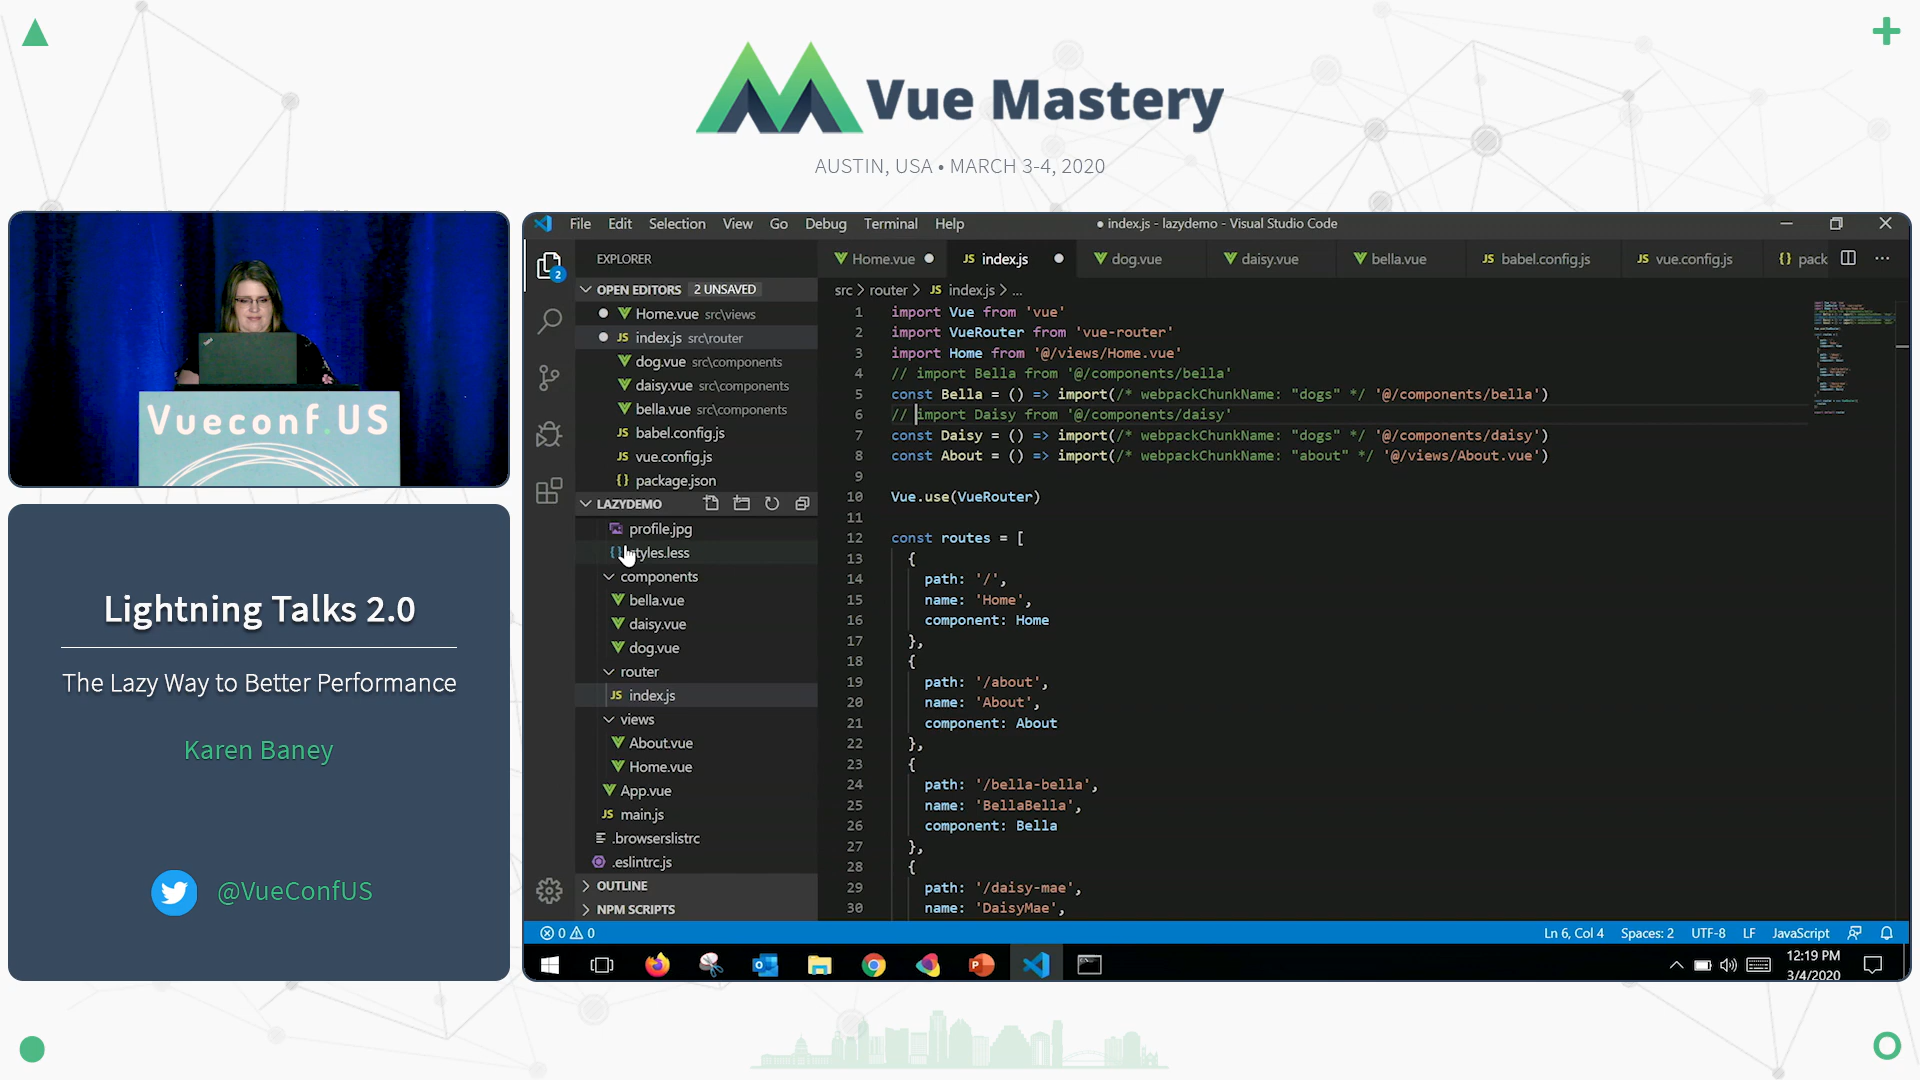 Vue Mastery
AUSTIN, USA • MARCH 3-4, 2020
Vueconf.US
Lightning Talks 2.0
The Lazy Way to Better Performance
Karen Baney
@VueConfUS
File Edit Selection View Go Debug Terminal Help
● index.js - lazydemo - Visual Studio Code
EXPLORER
OPEN EDITORS 2 UNSAVED
Home.vue src\views
index.js src\router
dog.vue src\components
daisy.vue src\components
bella.vue src\components
babel.config.js
vue.config.js
package.json
LAZYDEMO
profile.jpg
styles.less
components
bella.vue
daisy.vue
dog.vue
router
index.js
views
About.vue
Home.vue
App.vue
main.js
.browserslistrc
.eslintrc.js
OUTLINE
NPM SCRIPTS
Home.vue index.js dog.vue daisy.vue bella.vue babel.config.js vue.config.js pack
src > router > JS index.js > ...
1 import Vue from 'vue'
2 import VueRouter from 'vue-router'
3 import Home from '@/views/Home.vue'
4 // import Bella from '@/components/bella'
5 const Bella = () => import(/* webpackChunkName: "dogs" */ '@/components/bella')
6 // import Daisy from '@/components/daisy'
7 const Daisy = () => import(/* webpackChunkName: "dogs" */ '@/components/daisy')
8 const About = () => import(/* webpackChunkName: "about" */ '@/views/About.vue')
9
10 Vue.use(VueRouter)
11
12 const routes = [
13 {
14 path: '/',
15 name: 'Home',
16 component: Home
17 },
18 {
19 path: '/about',
20 name: 'About',
21 component: About
22 },
23 {
24 path: '/bella-bella',
25 name: 'BellaBella',
26 component: Bella
27 },
28 {
29 path: '/daisy-mae',
30 name: 'DaisyMae',
0 0
Ln 6, Col 4 Spaces: 2 UTF-8 LF JavaScript
12:19 PM
3/4/2020